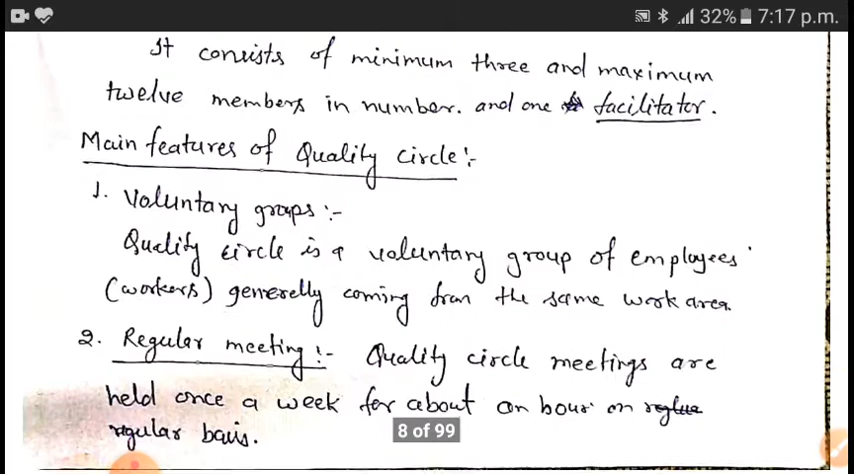 32% 7:17 p.m.
It consists of minimum three and maximum
twelve members in number. and one facilitator.
Main features of Quality circle :-
1. Voluntary groups :-
Quality circle is a voluntary group of employees
(workers) generelly coming from the same work area.
2. Regular meeting :- Quality circle meetings are
held once a week for about an hour on reglue
regular basis.
8 of 99